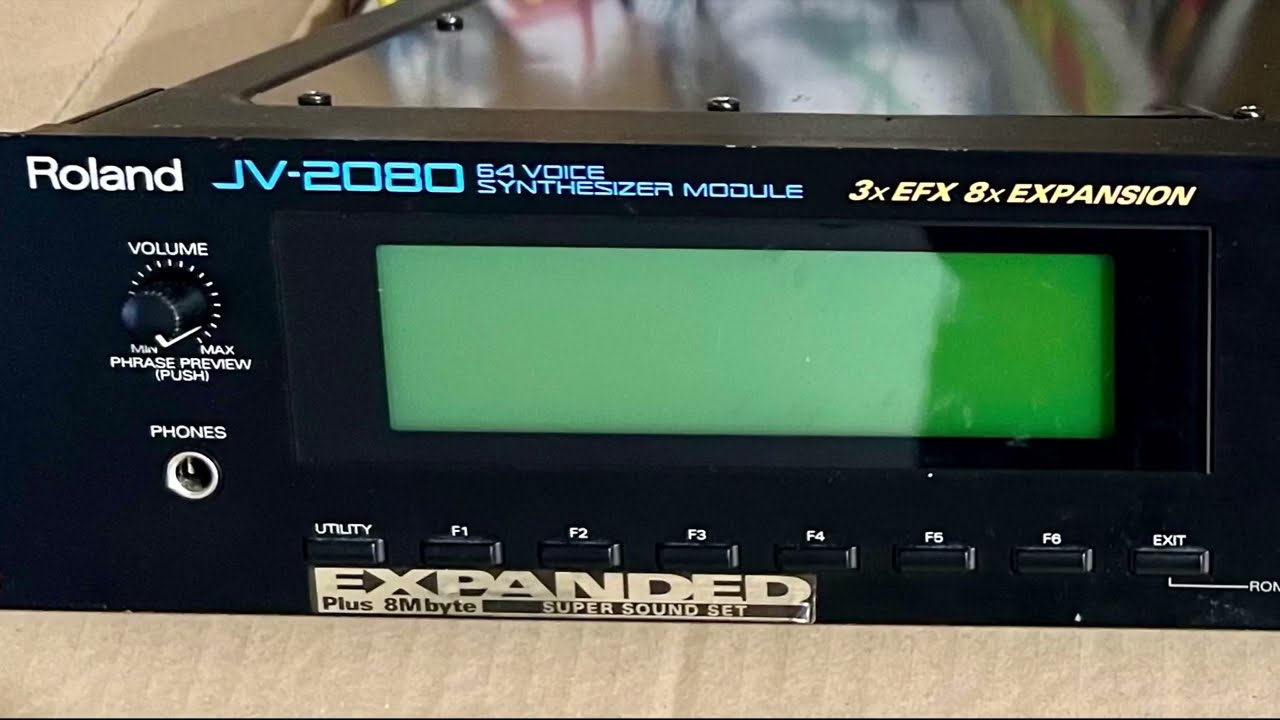 Roland JV-2080 64 VOICE
SYNTHESIZER MODULE
3x EFX 8x EXPANSION
VOLUME
MIN MAX
PHRASE PREVIEW
(PUSH)
PHONES
UTILITY F1 F2 F3 F4 F5 F6 EXIT
ROM
EXPANDED
Plus 8Mbyte SUPER SOUND SET